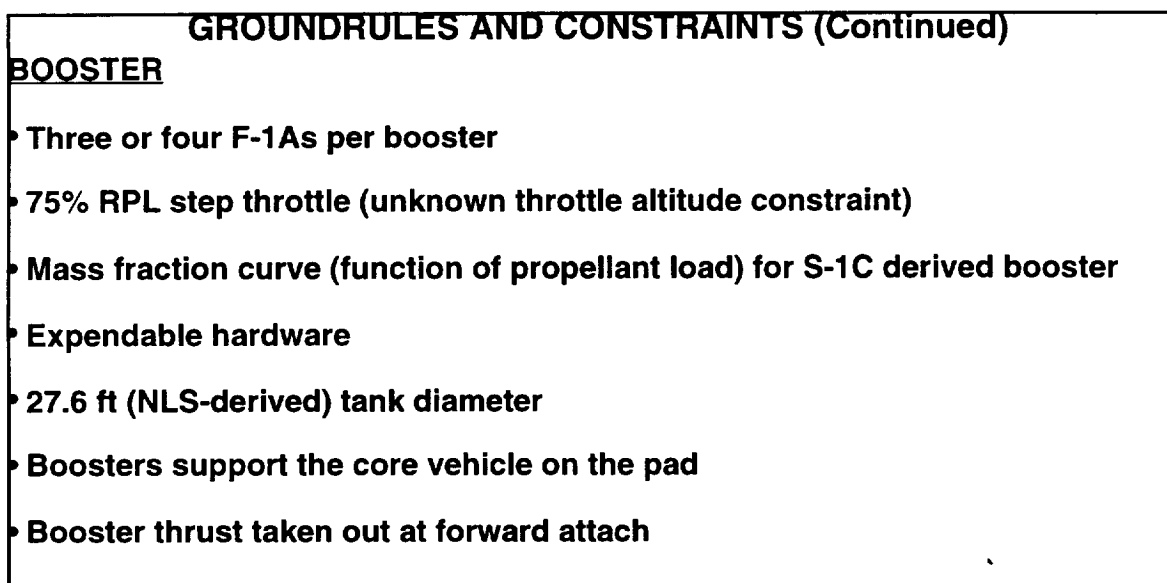 GROUNDRULES AND CONSTRAINTS (Continued)
BOOSTER
• Three or four F-1As per booster
• 75% RPL step throttle (unknown throttle altitude constraint)
• Mass fraction curve (function of propellant load) for S-1C derived booster
• Expendable hardware
• 27.6 ft (NLS-derived) tank diameter
• Boosters support the core vehicle on the pad
• Booster thrust taken out at forward attach